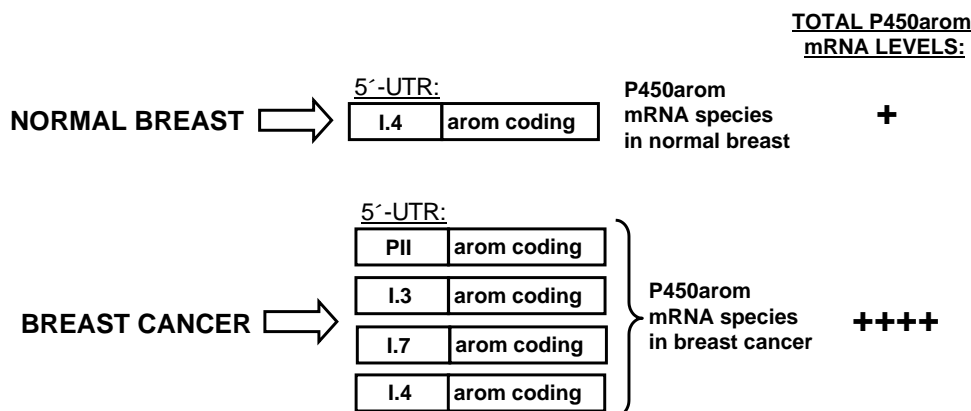 TOTAL P450arom
mRNA LEVELS:
5´-UTR:
NORMAL BREAST
I.4 arom coding
P450arom
mRNA species
in normal breast
+
5´-UTR:
PII arom coding
I.3 arom coding
BREAST CANCER
I.7 arom coding
I.4 arom coding
P450arom
mRNA species
in breast cancer
++++